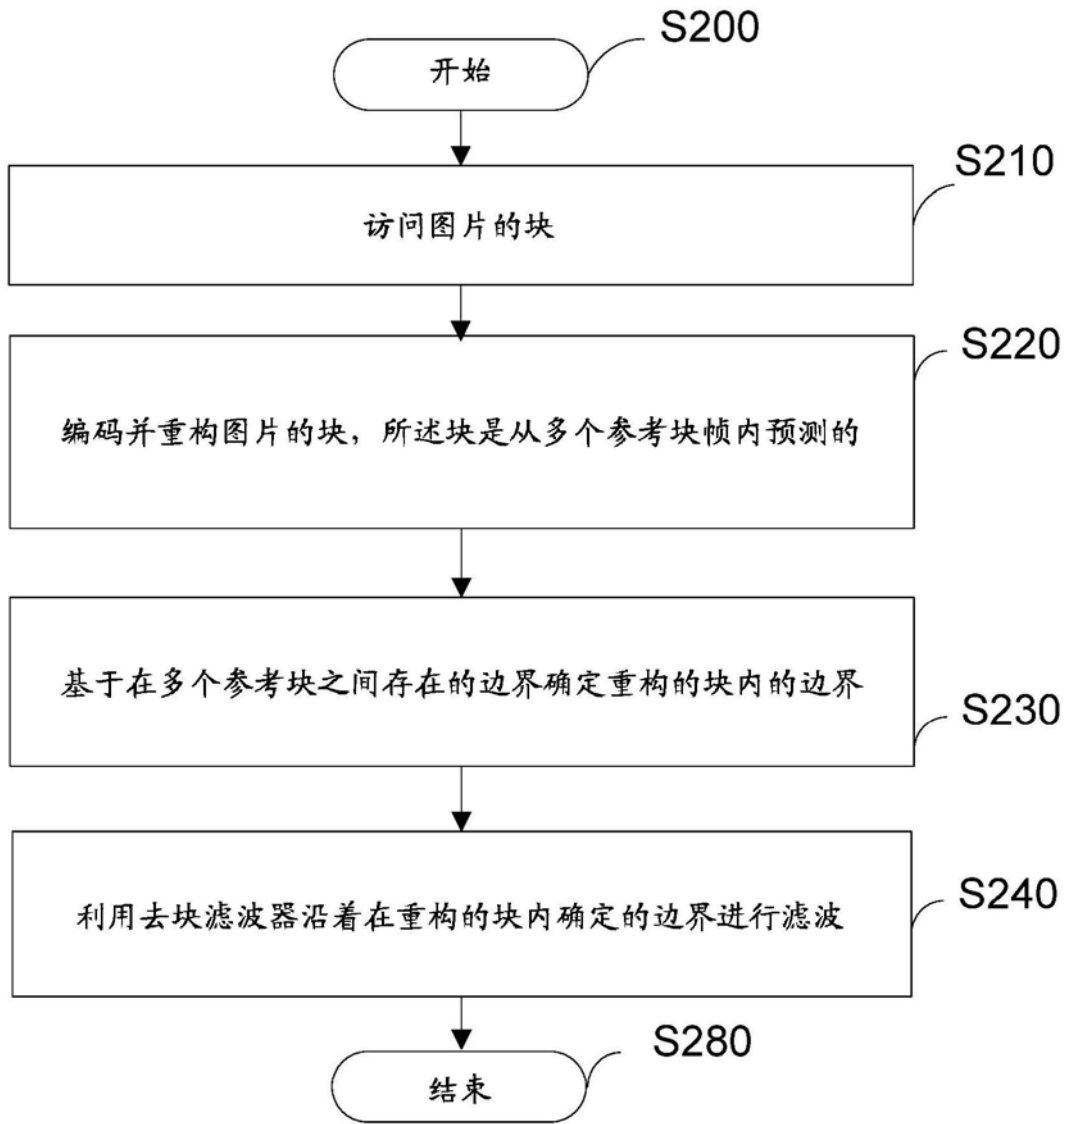 S200
开始
S210
访问图片的块
S220
编码并重构图片的块，所述块是从多个参考块帧内预测的
基于在多个参考块之间存在的边界确定重构的块内的边界
S230
S240
利用去块滤波器沿着在重构的块内确定的边界进行滤波
S280
结束